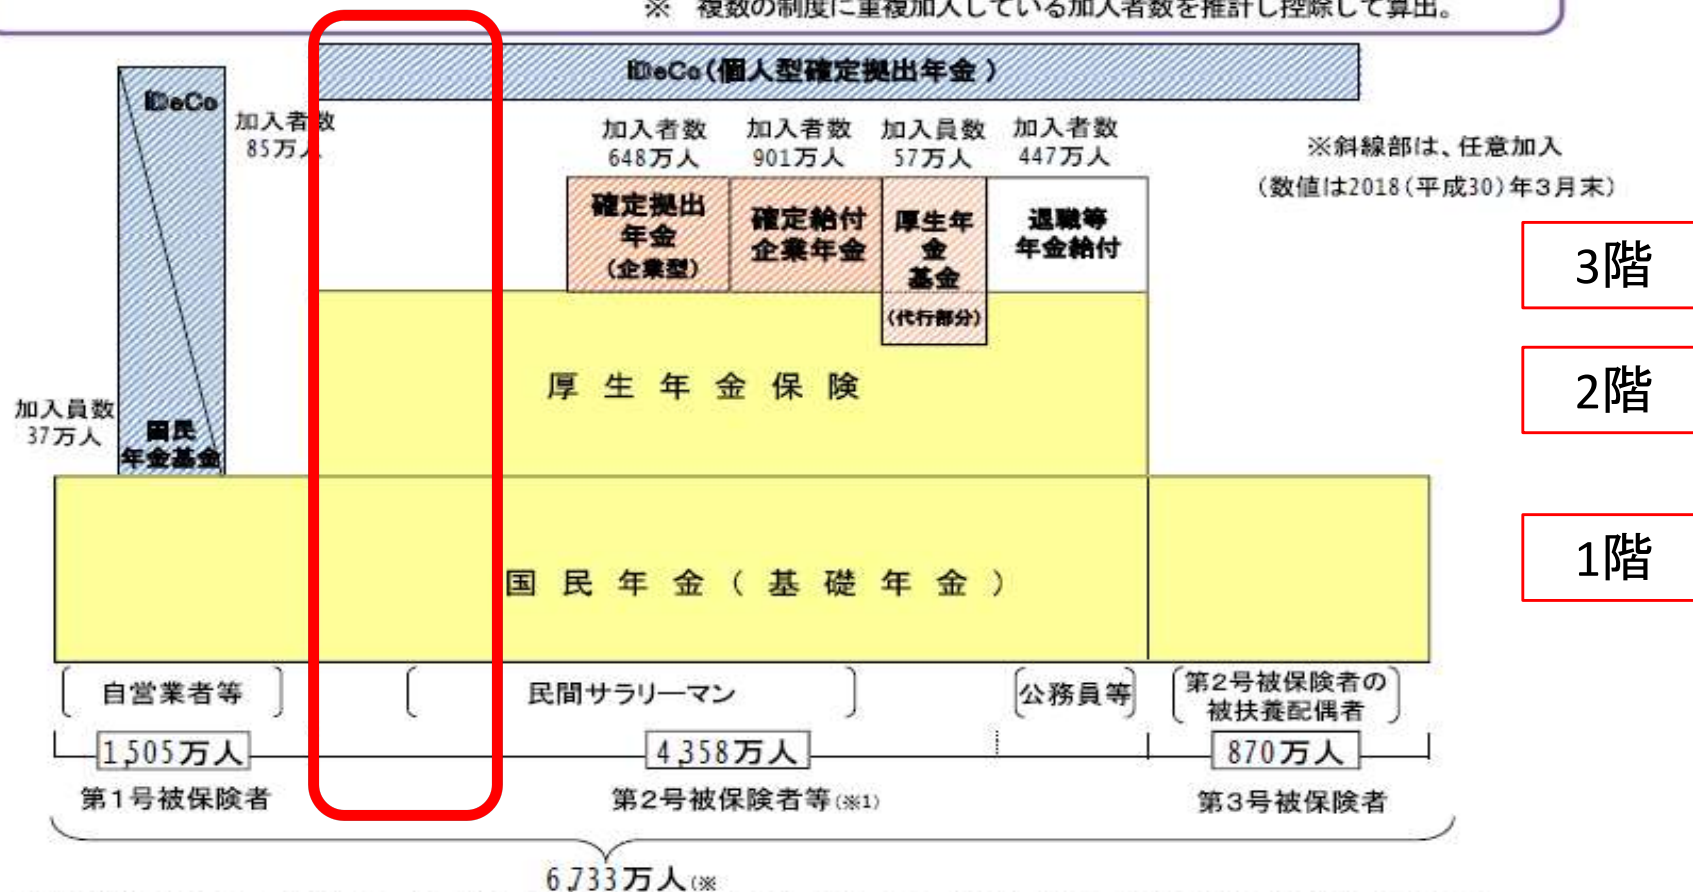 ※ 複数の制度に重複加入している加入者数を推計し控除して算出。
iDeCo(個人型確定拠出年金)
iDeCo
加入者数
85万人
加入者数
648万人
加入者数
901万人
加入員数
57万人
加入者数
447万人
※斜線部は、任意加入
(数値は2018(平成30)年3月末)
確定拠出
年金
(企業型)
確定給付
企業年金
厚生年
金
基金
(代行部分)
退職等
年金給付
3階
厚生年金保険
2階
加入員数
37万人
国民
年金基金
国民年金(基礎年金)
1階
自営業者等
民間サラリーマン
公務員等
第2号被保険者の
被扶養配偶者
1,505万人
4,358万人
870万人
第1号被保険者
第2号被保険者等(※1)
第3号被保険者
6,733万人(※